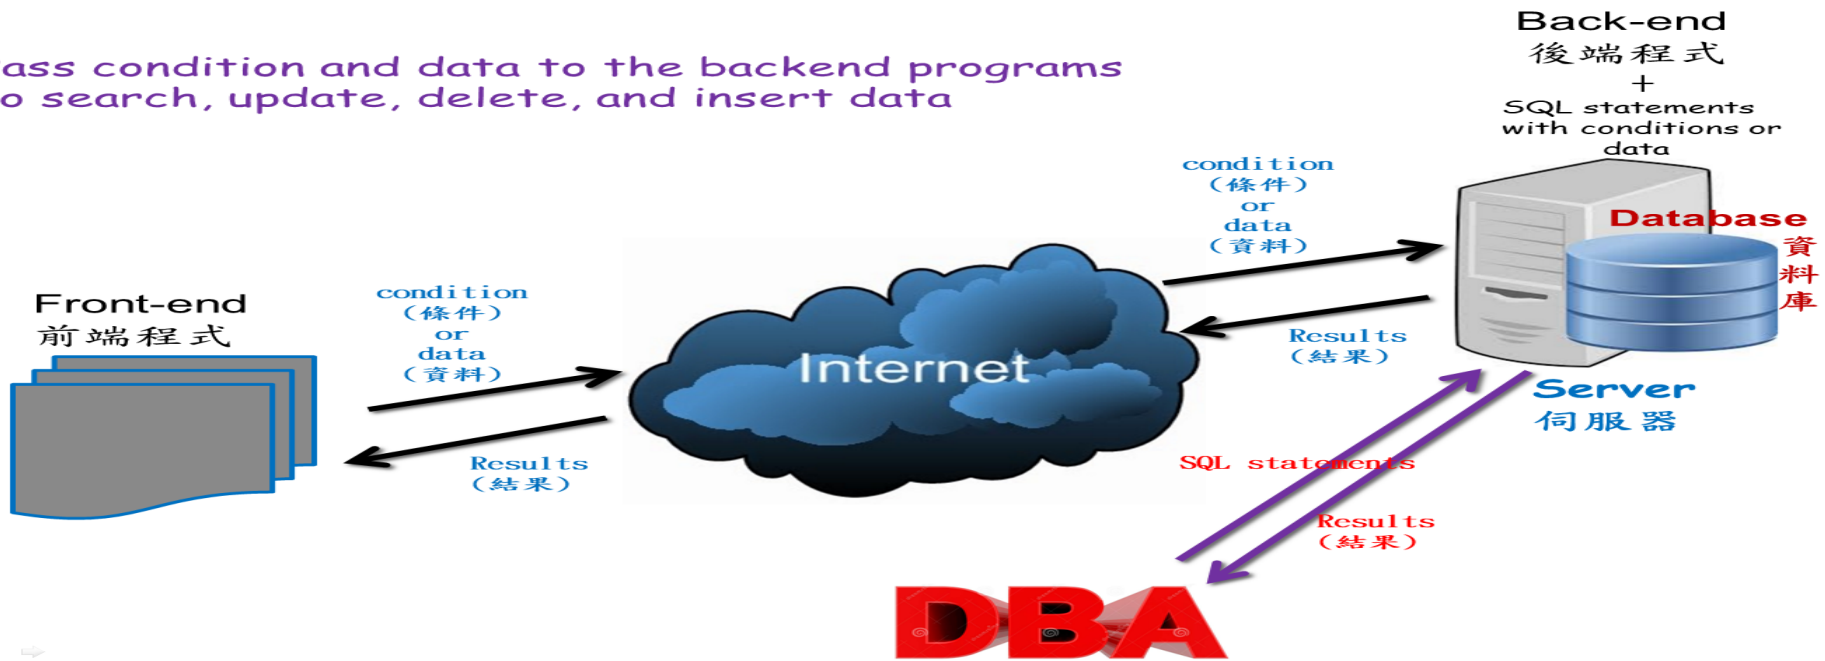 ass condition and data to the backend programs
o search, update, delete, and insert data
Back-end
後端程式
+
SQL statements
with conditions or
data
condition
(條件)
or
data
(資料)
Database
資
料
庫
Front-end
前端程式
condition
(條件)
or
data
(資料)
Internet
Results
(結果)
Server
伺服器
Results
(結果)
SQL statements
Results
(結果)
DBA